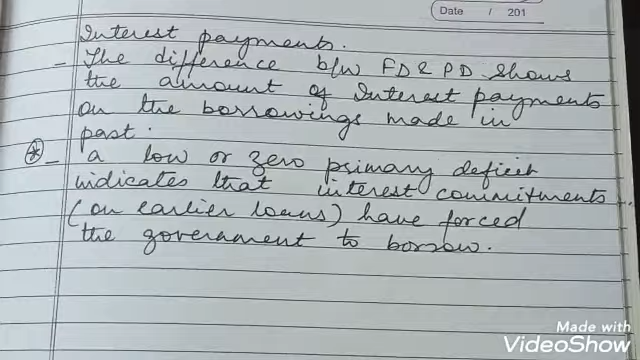 Date / 201
Interest payments.
- The difference b/w FD & PD shows
the amount of Interest payments
on the borrowings made in
past.
* - a low or zero primary deficit
indicates that interest commitments
(on earlier loans) have forced
the government to borrow.
Made with
VideoShow